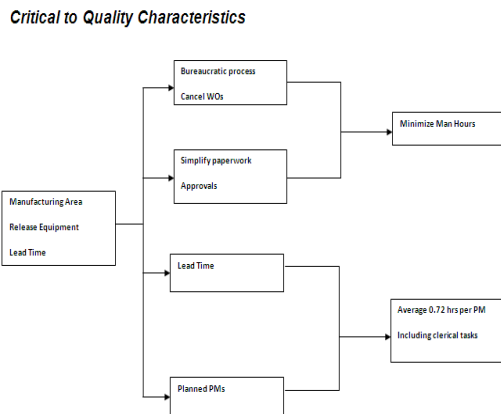 Critical to Quality Characteristics
Bureaucratic process
Cancel WOs
Minimize Man Hours
Simplify paperwork
Approvals
Manufacturing Area
Release Equipment
Lead Time
Lead Time
Average 0.72 hrs per PM
Including clerical tasks
Planned PMs